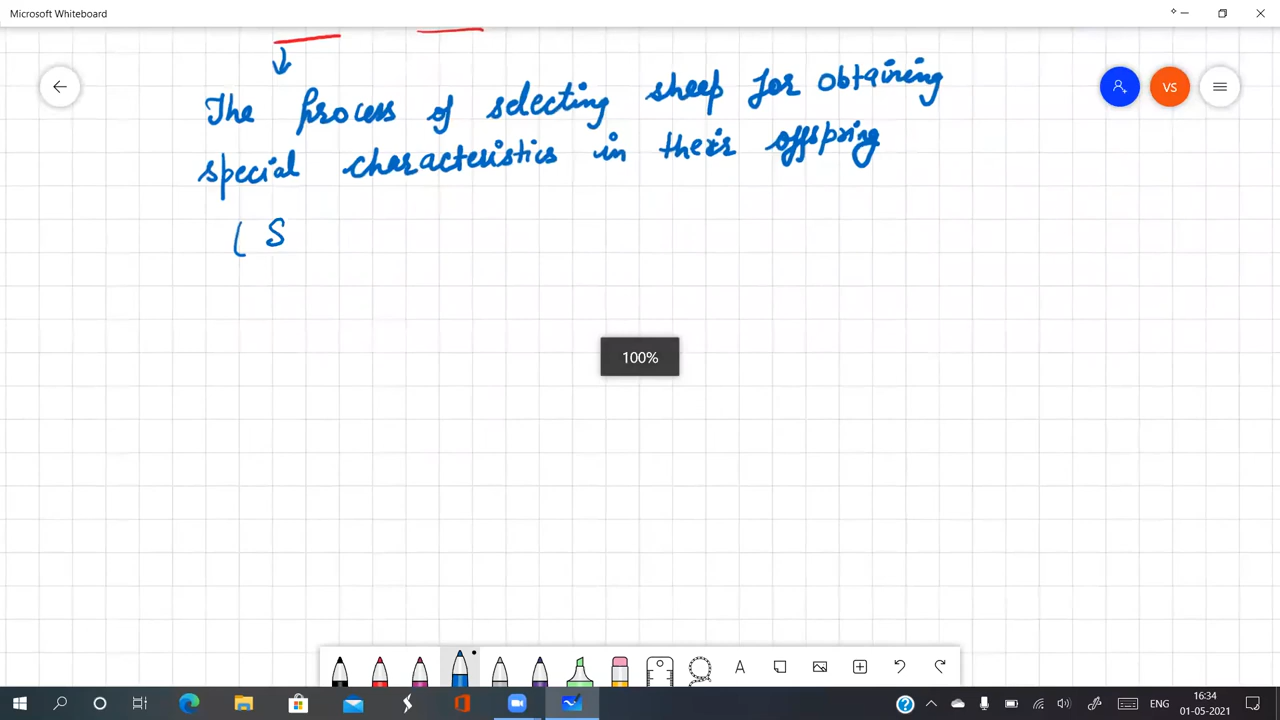 Microsoft Whiteboard
The process of selecting sheep for obtaining
special characteristics in their offspring
( S
VS
100%
A
ENG
16:34
01-05-2021